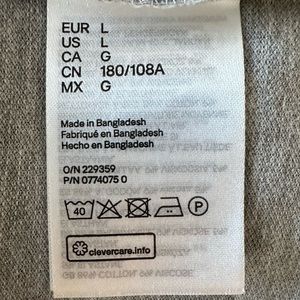 EUR L
US L
CA G
CN 180/108A
MX G
Made in Bangladesh
Fabriqué en Bangladesh
Hecho en Bangladesh
O/N 229359
P/N 0774075 0
40
P
clevercare.info